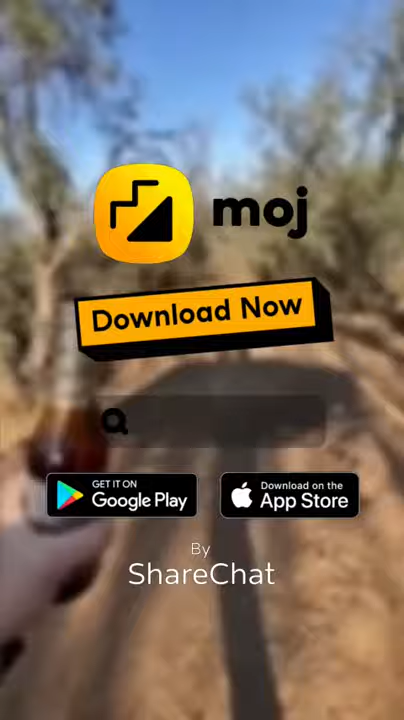 moj
Download Now
GET IT ON
Google Play
Download on the
App Store
By
ShareChat